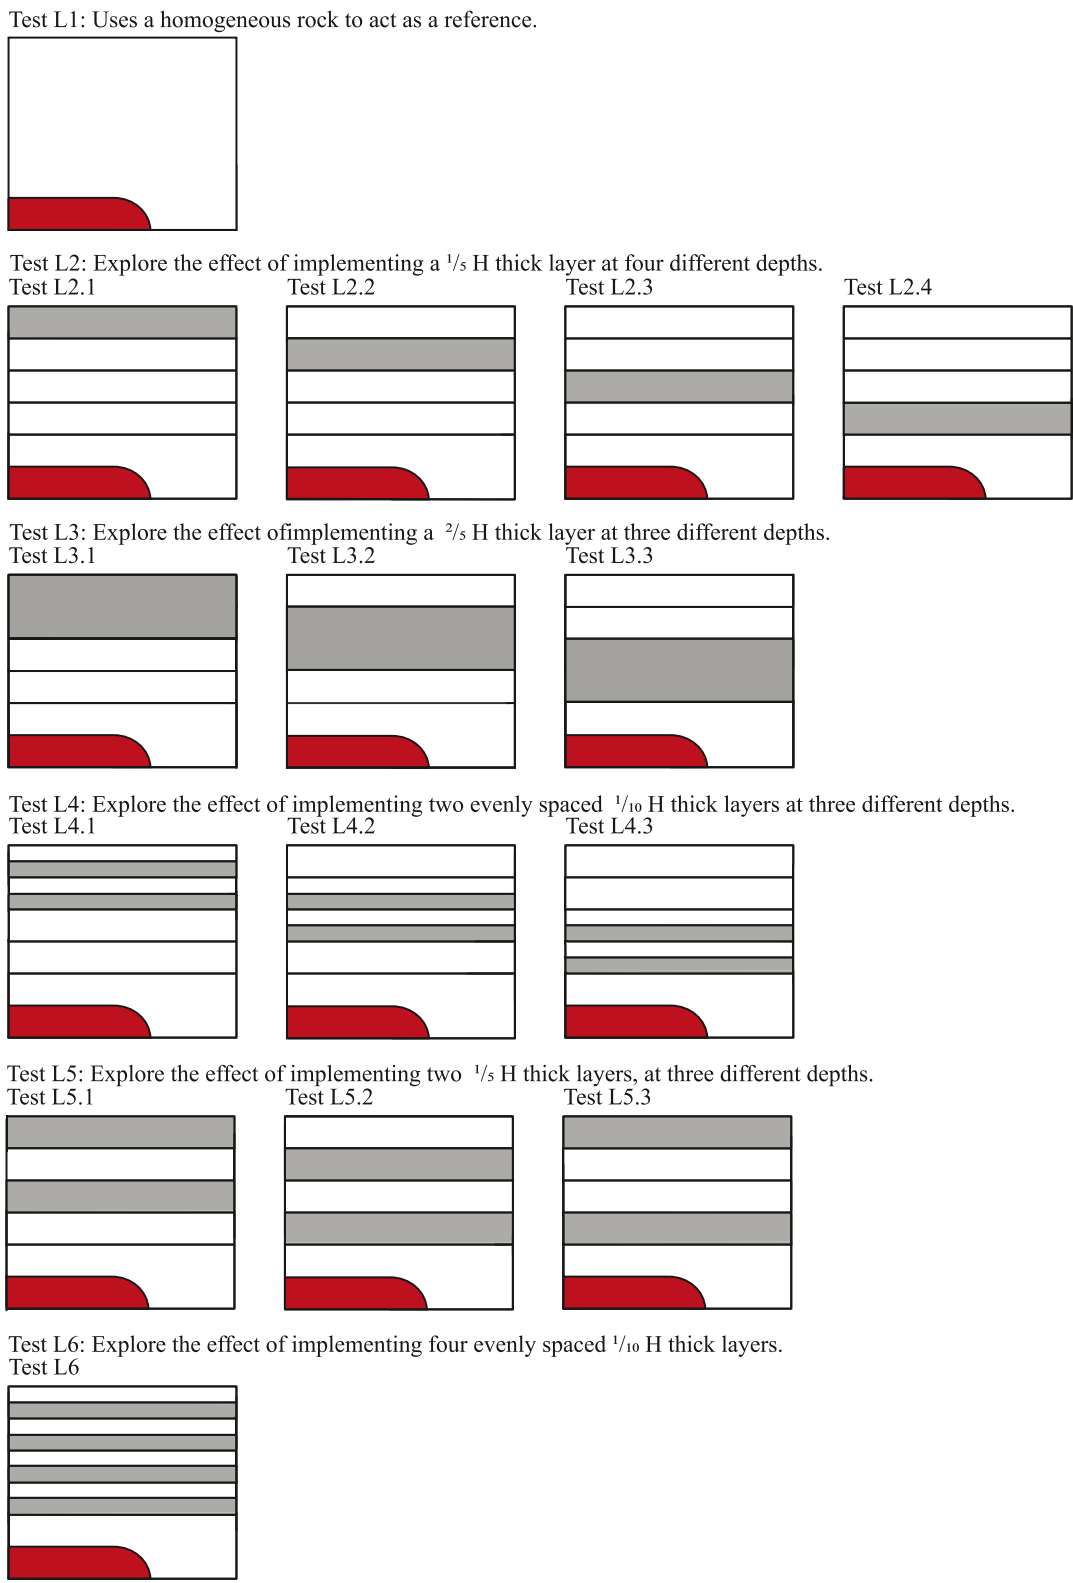 Test L1: Uses a homogeneous rock to act as a reference.
Test L2: Explore the effect of implementing a ¹/₅ H thick layer at four different depths.
Test L2.1 Test L2.2 Test L2.3 Test L2.4
Test L3: Explore the effect ofimplementing a ²/₅ H thick layer at three different depths.
Test L3.1 Test L3.2 Test L3.3
Test L4: Explore the effect of implementing two evenly spaced ¹/₁₀ H thick layers at three different depths.
Test L4.1 Test L4.2 Test L4.3
Test L5: Explore the effect of implementing two ¹/₅ H thick layers, at three different depths.
Test L5.1 Test L5.2 Test L5.3
Test L6: Explore the effect of implementing four evenly spaced ¹/₁₀ H thick layers.
Test L6